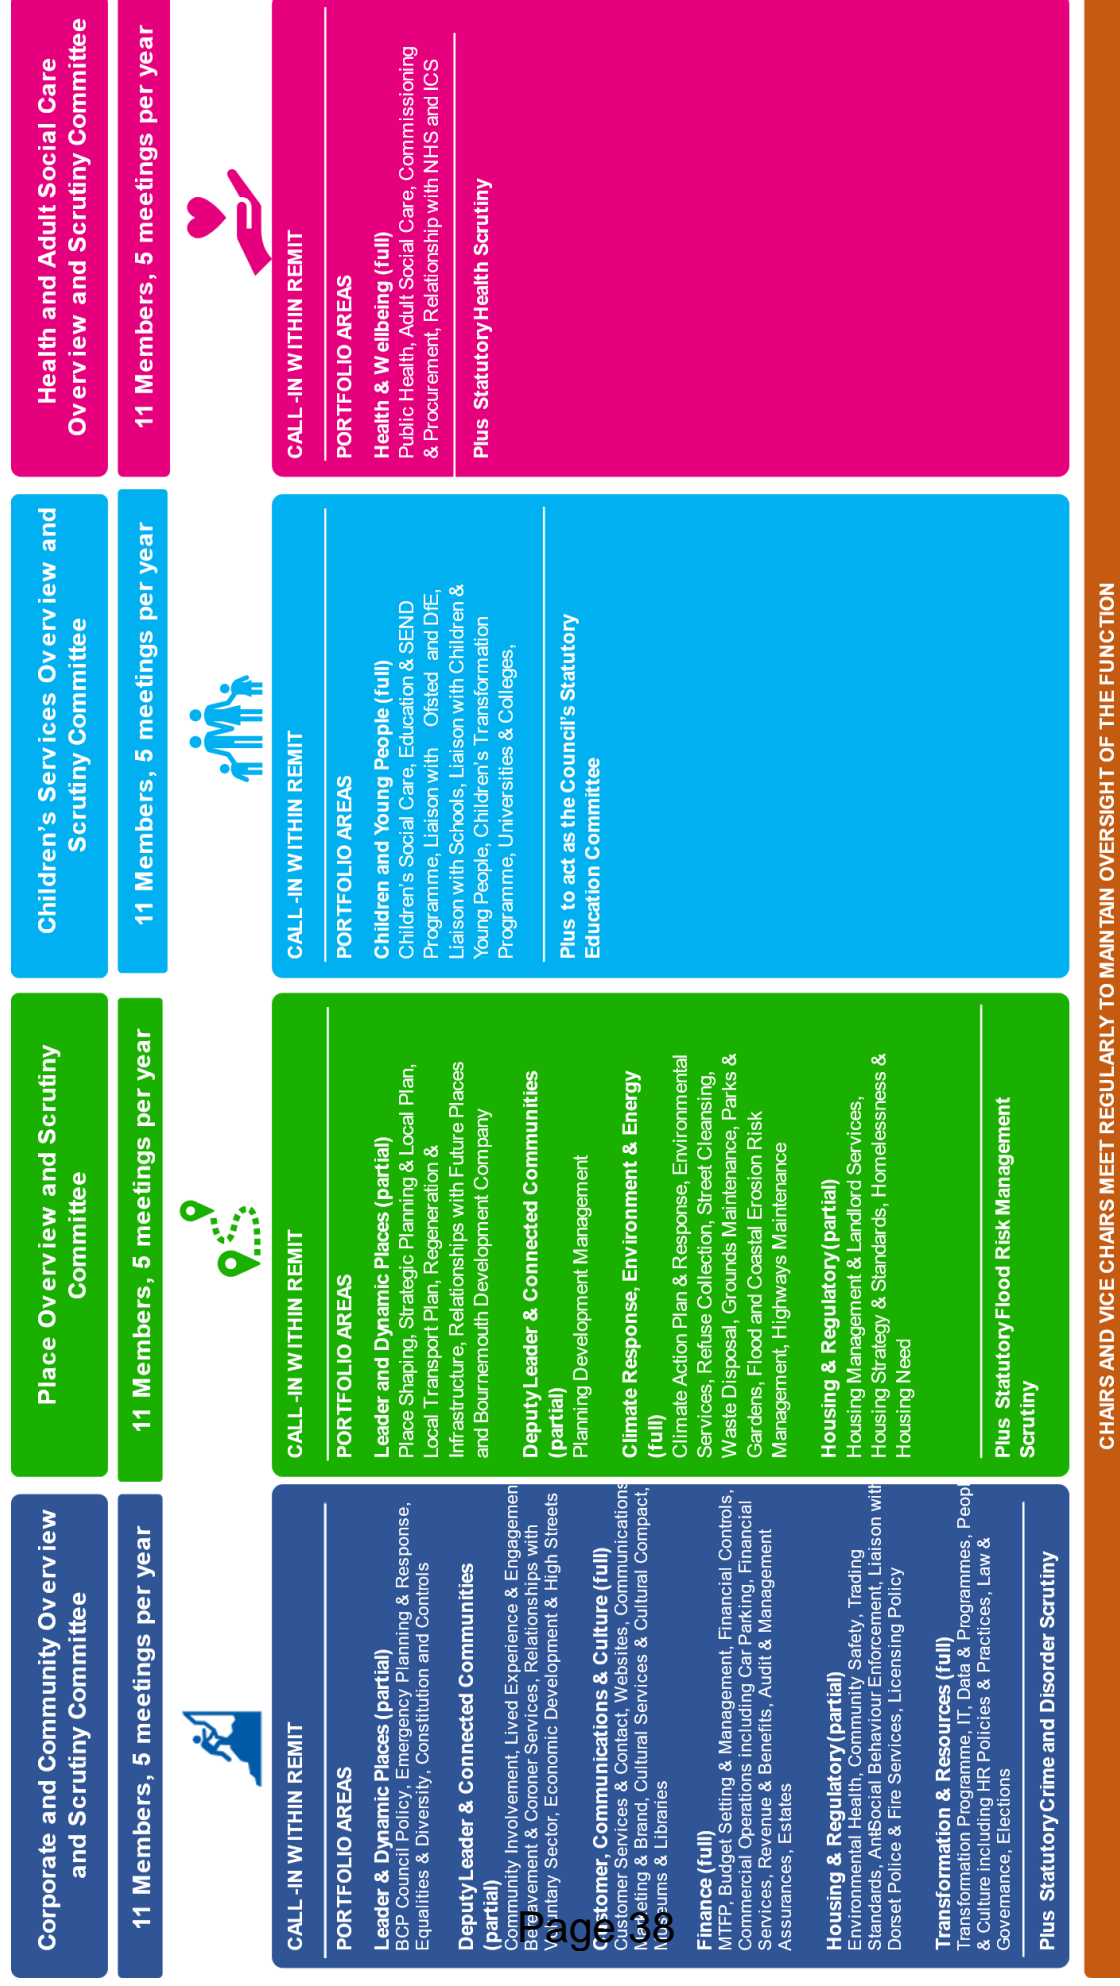 Corporate and Community Overview
and Scrutiny Committee
11 Members, 5 meetings per year
CALL-IN WITHIN REMIT
PORTFOLIO AREAS
Leader & Dynamic Places (partial)
BCP Council Policy, Emergency Planning & Response,
Equalities & Diversity, Constitution and Controls
Deputy Leader & Connected Communities
(partial)
Community Involvement, Lived Experience & Engagemen
Bereavement & Coroner Services, Relationships with
Voluntary Sector, Economic Development & High Streets
Customer, Communications & Culture (full)
Customer Services & Contact, Websites, Communications
Marketing & Brand, Cultural Services & Cultural Compact,
Museums & Libraries
Finance (full)
MTFP, Budget Setting & Management, Financial Controls,
Commercial Operations including Car Parking, Financial
Services, Revenue & Benefits, Audit & Management
Assurances, Estates
Housing & Regulatory (partial)
Environmental Health, Community Safety, Trading
Standards, Anti-Social Behaviour Enforcement, Liaison with
Dorset Police & Fire Services, Licensing Policy
Transformation & Resources (full)
Transformation Programme, IT, Data & Programmes, Peopl
& Culture including HR Policies & Practices, Law &
Governance, Elections
Plus Statutory Crime and Disorder Scrutiny
Place Overview and Scrutiny
Committee
11 Members, 5 meetings per year
CALL-IN WITHIN REMIT
PORTFOLIO AREAS
Leader and Dynamic Places (partial)
Place Shaping, Strategic Planning & Local Plan,
Local Transport Plan, Regeneration &
Infrastructure, Relationships with Future Places
and Bournemouth Development Company
Deputy Leader & Connected Communities
(partial)
Planning Development Management
Climate Response, Environment & Energy
(full)
Climate Action Plan & Response, Environmental
Services, Refuse Collection, Street Cleansing,
Waste Disposal, Grounds Maintenance, Parks &
Gardens, Flood and Coastal Erosion Risk
Management, Highways Maintenance
Housing & Regulatory (partial)
Housing Management & Landlord Services,
Housing Strategy & Standards, Homelessness &
Housing Need
Plus Statutory Flood Risk Management
Scrutiny
Children's Services Overview and
Scrutiny Committee
11 Members, 5 meetings per year
CALL-IN WITHIN REMIT
PORTFOLIO AREAS
Children and Young People (full)
Children's Social Care, Education & SEND
Programme, Liaison with Ofsted and DfE,
Liaison with Schools, Liaison with Children &
Young People, Children's Transformation
Programme, Universities & Colleges,
Plus to act as the Council's Statutory
Education Committee
Health and Adult Social Care
Overview and Scrutiny Committee
11 Members, 5 meetings per year
CALL-IN WITHIN REMIT
PORTFOLIO AREAS
Health & Wellbeing (full)
Public Health, Adult Social Care, Commissioning
& Procurement, Relationship with NHS and ICS
Plus Statutory Health Scrutiny
CHAIRS AND VICE CHAIRS MEET REGULARLY TO MAINTAIN OVERSIGHT OF THE FUNCTION
Page 38